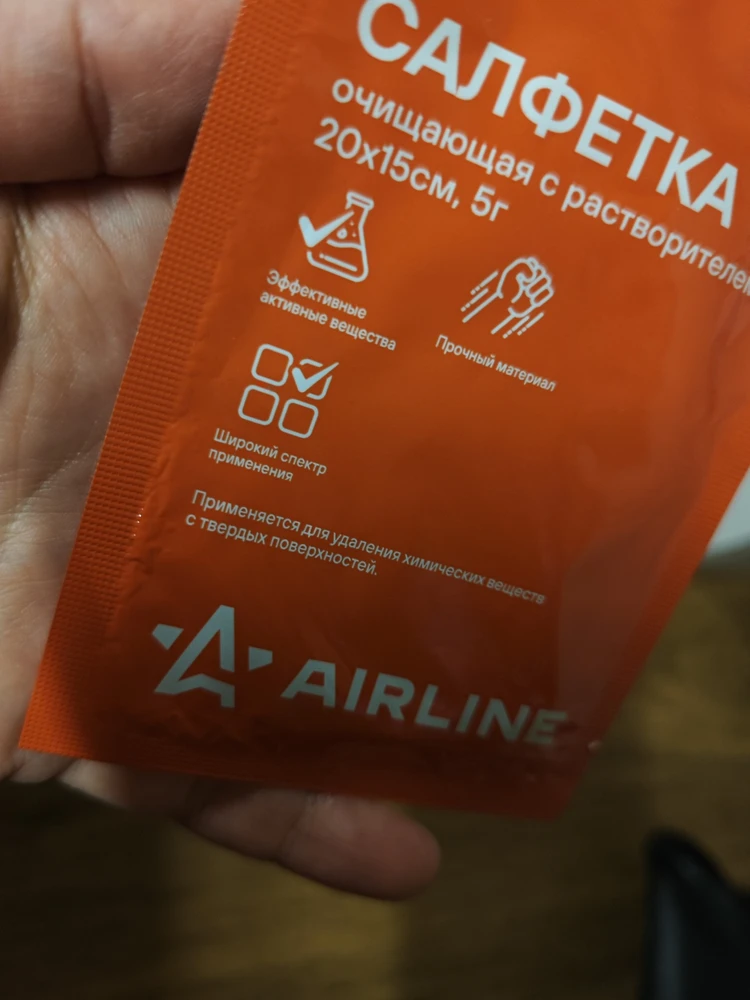 САЛФЕТКА
очищающая с растворителем
20х15см, 5г
Эффективные
активные вещества
Прочный материал
Широкий спектр
применения
Применяется для удаления химических веществ
с твердых поверхностей.
AIRLINE